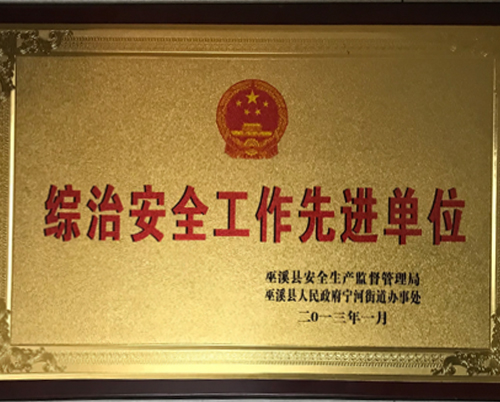 综治安全工作先进单位
巫溪县安全生产监督管理局
巫溪县人民政府宁河街道办事处
二0一三年一月